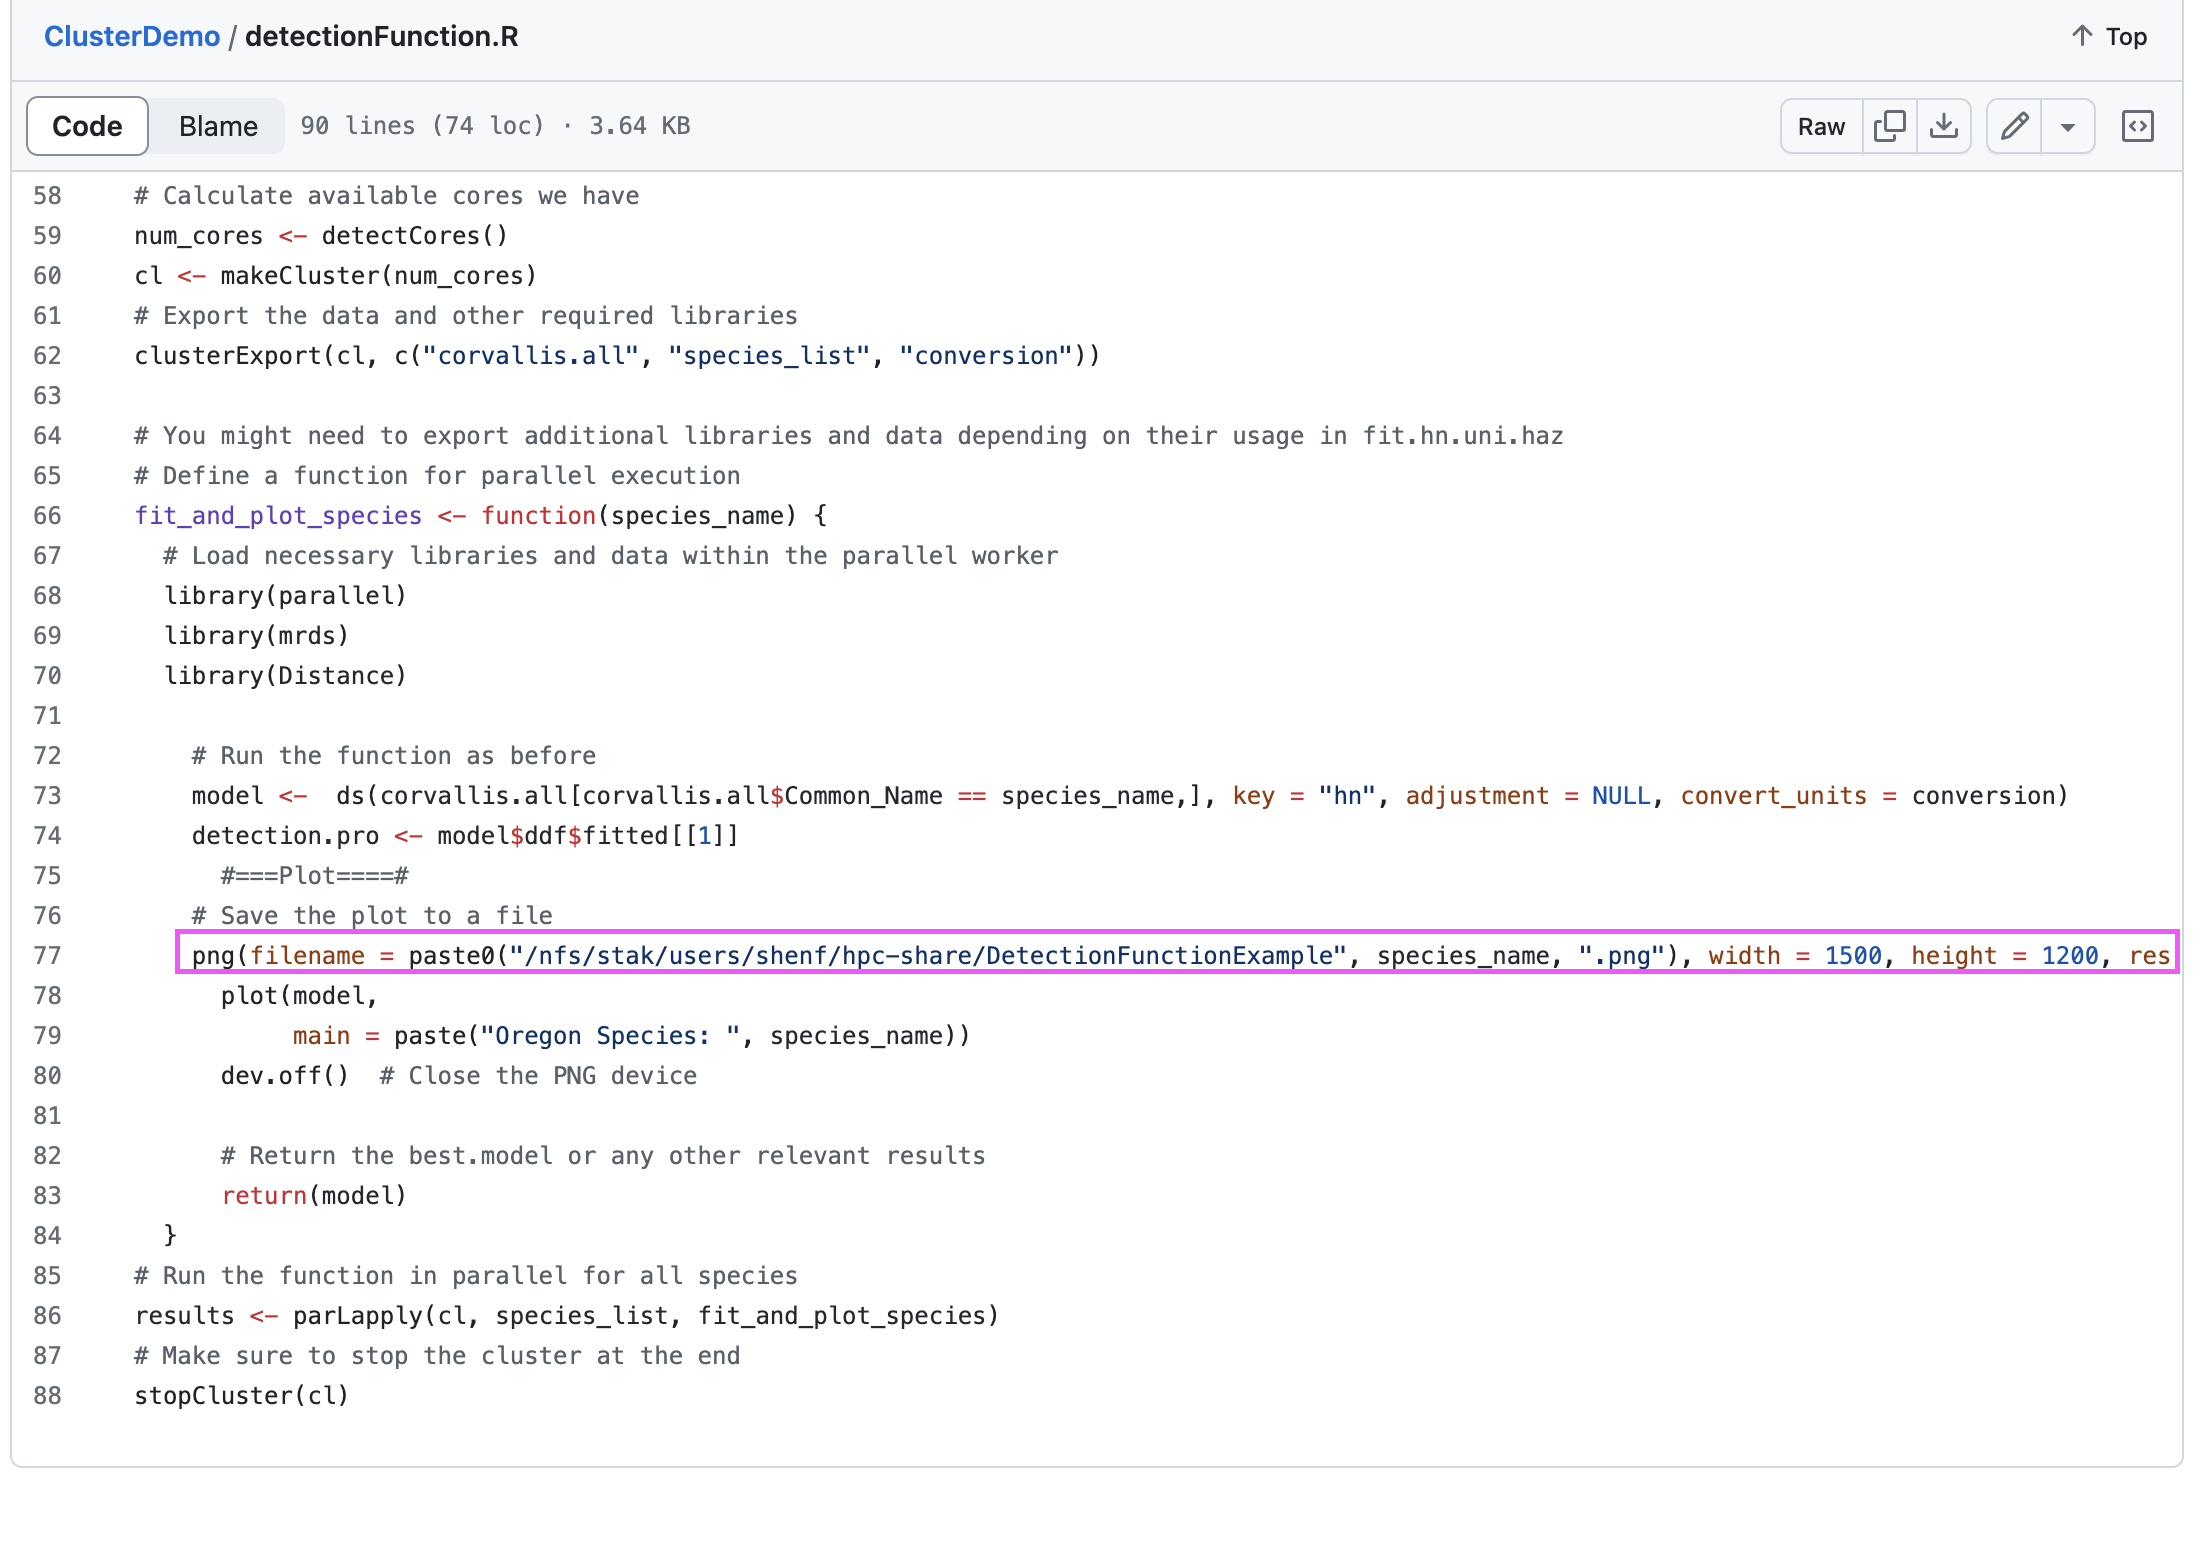 ClusterDemo / detectionFunction.R
Top
Code Blame 90 lines (74 loc) · 3.64 KB
Raw
58 # Calculate available cores we have
59 num_cores <- detectCores()
60 cl <- makeCluster(num_cores)
61 # Export the data and other required libraries
62 clusterExport(cl, c("corvallis.all", "species_list", "conversion"))
63
64 # You might need to export additional libraries and data depending on their usage in fit.hn.uni.haz
65 # Define a function for parallel execution
66 fit_and_plot_species <- function(species_name) {
67   # Load necessary libraries and data within the parallel worker
68   library(parallel)
69   library(mrds)
70   library(Distance)
71
72     # Run the function as before
73     model <-  ds(corvallis.all[corvallis.all$Common_Name == species_name,], key = "hn", adjustment = NULL, convert_units = conversion)
74     detection.pro <- model$ddf$fitted[[1]]
75       #===Plot====#
76     # Save the plot to a file
77     png(filename = paste0("/nfs/stak/users/shenf/hpc-share/DetectionFunctionExample", species_name, ".png"), width = 1500, height = 1200, res
78       plot(model,
79            main = paste("Oregon Species: ", species_name))
80       dev.off()  # Close the PNG device
81
82       # Return the best.model or any other relevant results
83       return(model)
84   }
85 # Run the function in parallel for all species
86 results <- parLapply(cl, species_list, fit_and_plot_species)
87 # Make sure to stop the cluster at the end
88 stopCluster(cl)